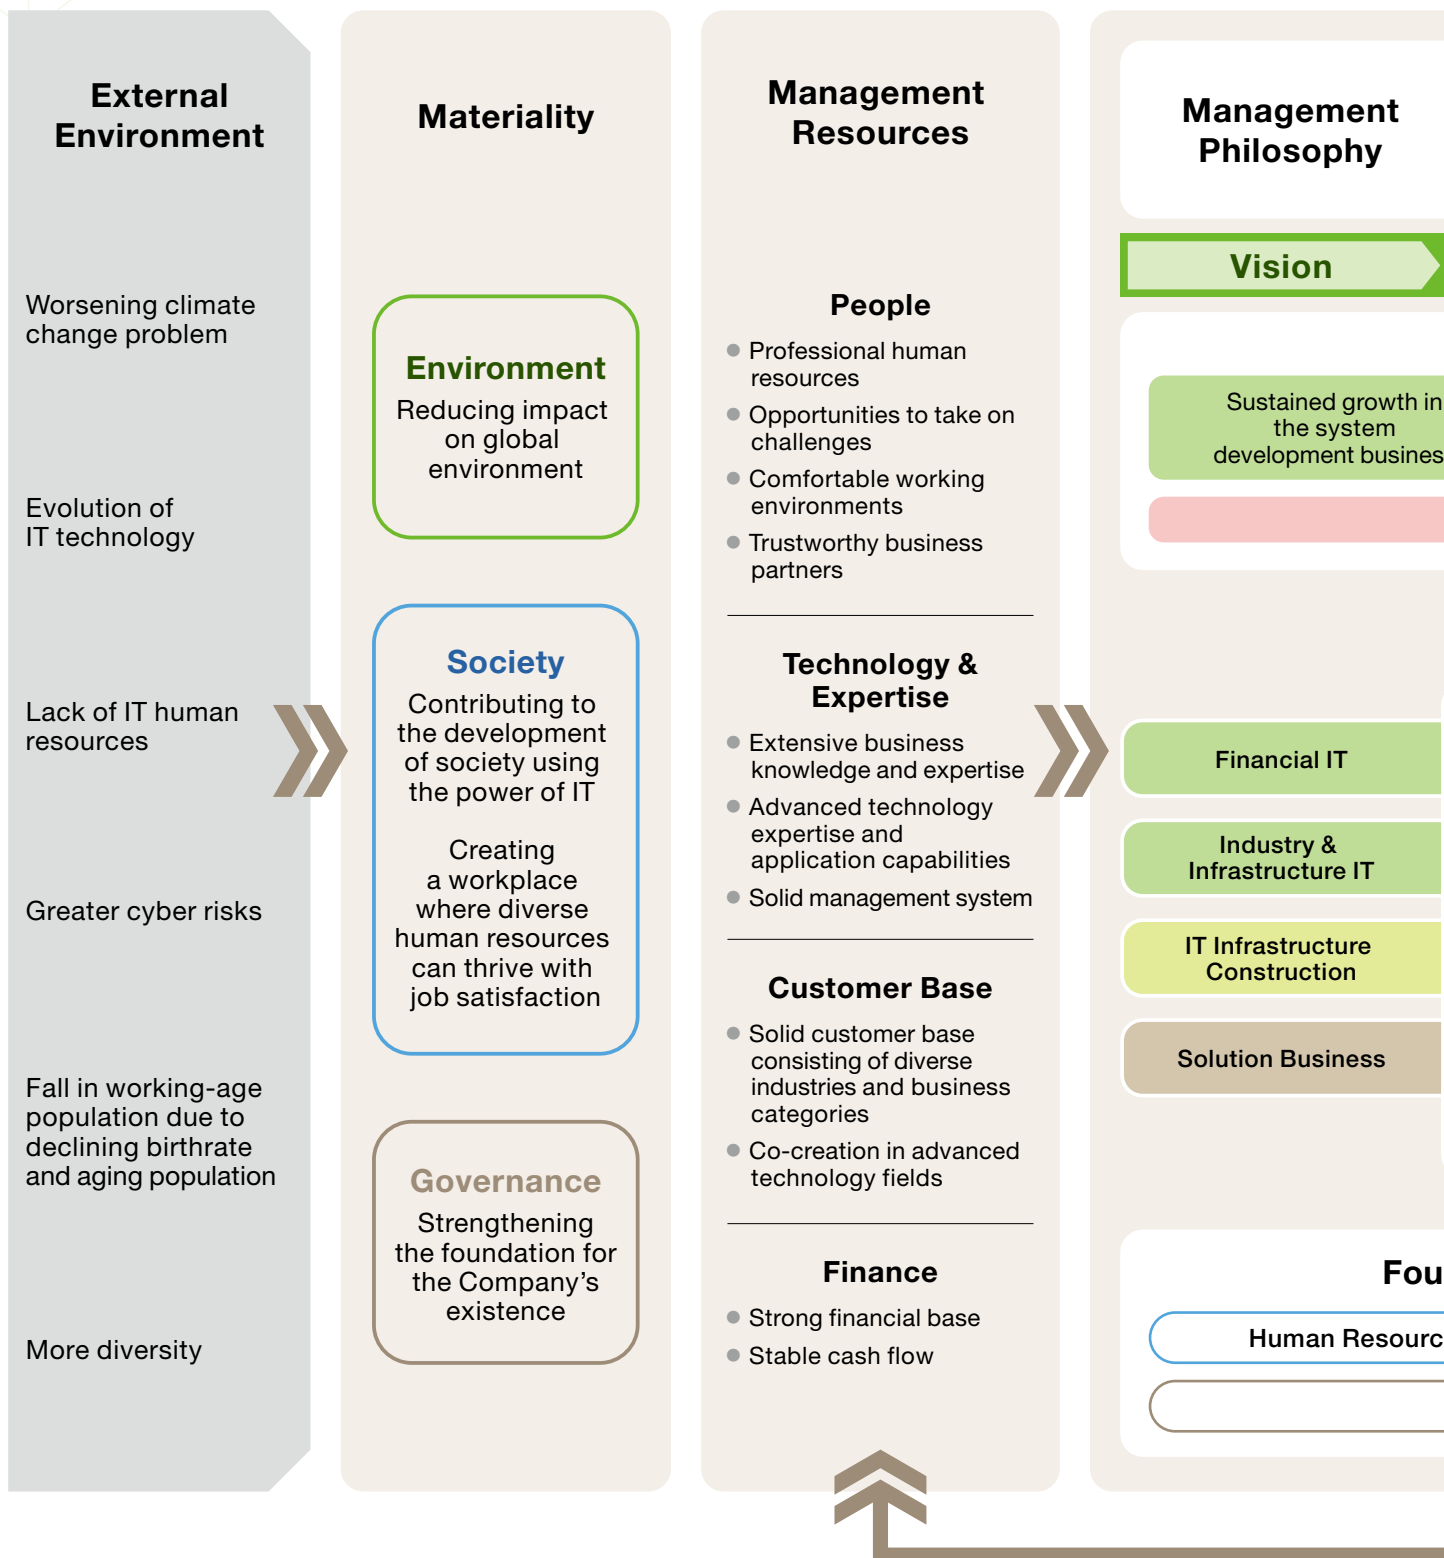 External
Environment
Worsening climate
change problem
Evolution of
IT technology
Lack of IT human
resources
Greater cyber risks
Fall in working-age
population due to
declining birthrate
and aging population
More diversity
Materiality
Environment
Reducing impact
on global
environment
Society
Contributing to
the development
of society using
the power of IT
Creating
a workplace
where diverse
human resources
can thrive with
job satisfaction
Governance
Strengthening
the foundation for
the Company’s
existence
Management
Resources
People
● Professional human
resources
● Opportunities to take on
challenges
● Comfortable working
environments
● Trustworthy business
partners
Technology &
Expertise
● Extensive business
knowledge and expertise
● Advanced technology
expertise and
application capabilities
● Solid management system
Customer Base
● Solid customer base
consisting of diverse
industries and business
categories
● Co-creation in advanced
technology fields
Finance
● Strong financial base
● Stable cash flow
Management
Philosophy
Vision
Sustained growth in
the system
development busines
Financial IT
Industry &
Infrastructure IT
IT Infrastructure
Construction
Solution Business
Fou
Human Resourc